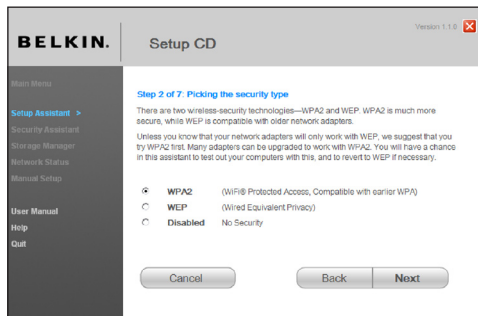 Version 1.1.0
BELKIN.
Setup CD
Main Menu
Setup Assistant >
Security Assistant
Storage Manager
Network Status
Manual Setup
User Manual
Help
Quit
Step 2 of 7: Picking the security type
There are two wireless-security technologies—WPA2 and WEP. WPA2 is much more
secure, while WEP is compatible with older network adapters.
Unless you know that your network adapters will only work with WEP, we suggest that you
try WPA2 first. Many adapters can be upgraded to work with WPA2. You will have a chance
in this assistant to test out your computers with this, and to revert to WEP if necessary.
WPA2 (WiFi® Protected Access, Compatible with earlier WPA)
WEP (Wired Equivalent Privacy)
Disabled No Security
Cancel Back Next